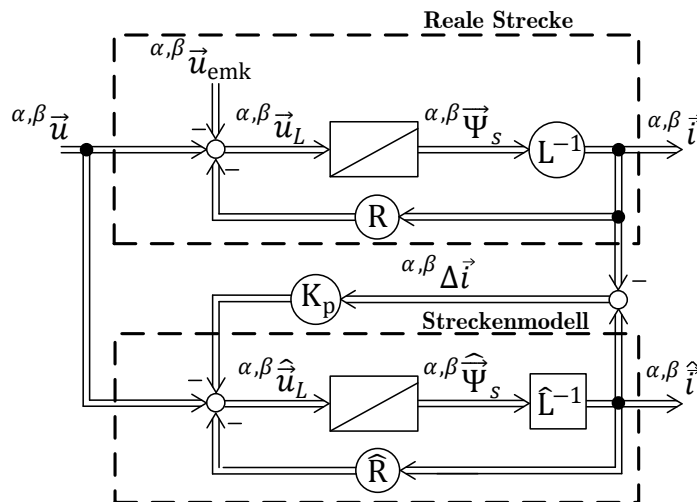 Reale Strecke
α,β u⃗emk
α,β u⃗
−
α,β u⃗L
α,β Ψ⃗s
L⁻¹
α,β i⃗
−
R
α,β Δi⃗
−
Kp
Streckenmodell
−
α,β û⃗L
α,β Ψ̂⃗s
L̂⁻¹
α,β î⃗
−
R̂